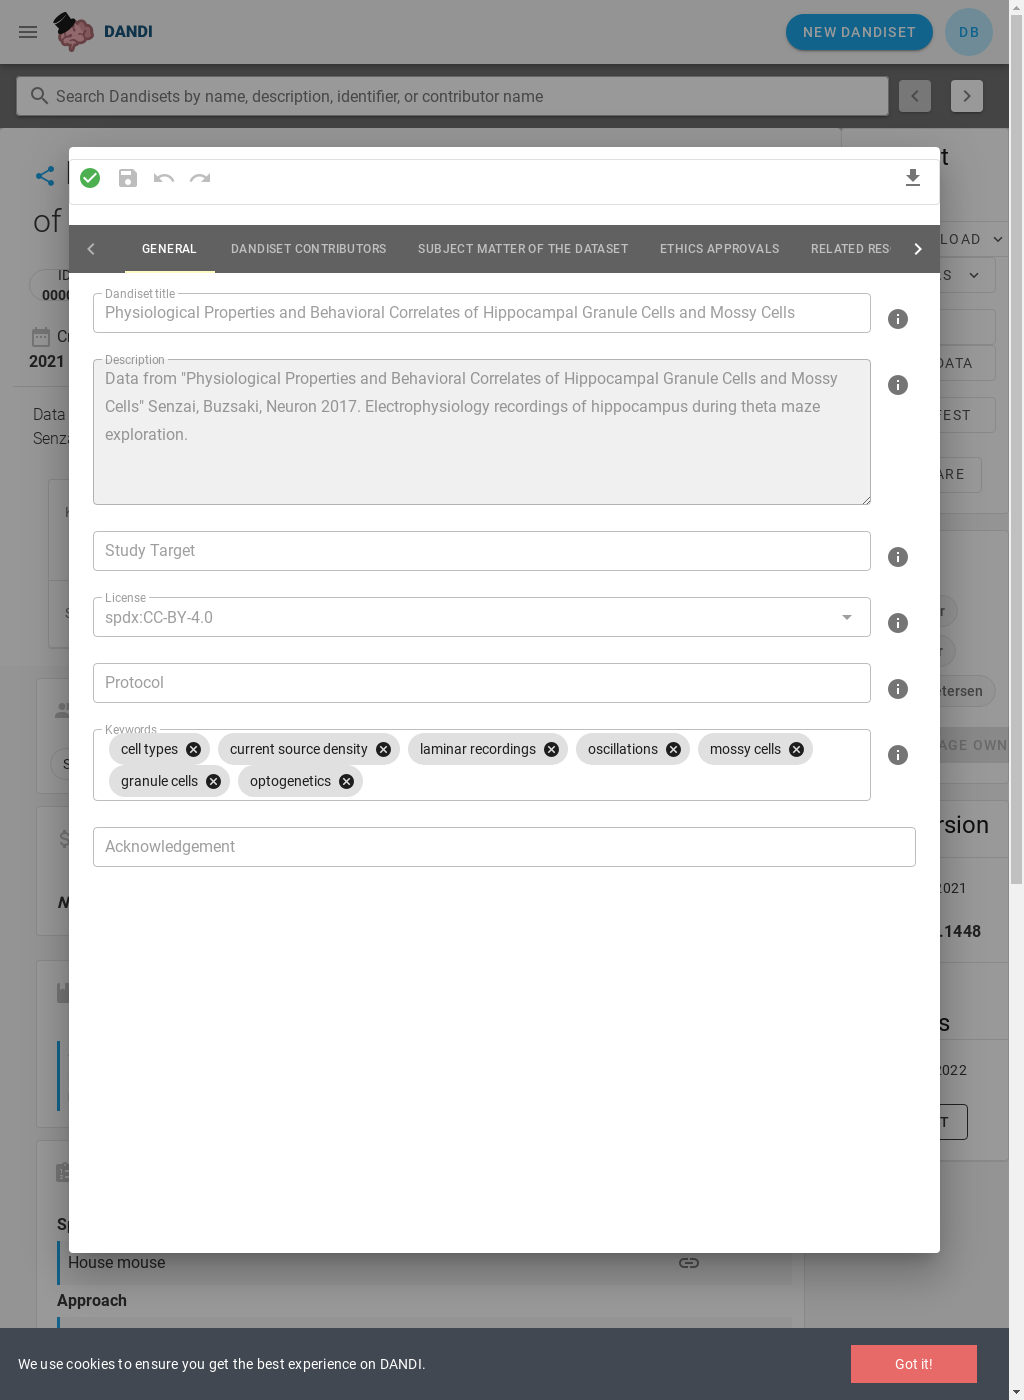 DANDI
NEW DANDISET
DB
Search Dandisets by name, description, identifier, or contributor name
of
ID
LOAD
0000
2021
DATA
Data
Senza
House mouse
Approach
GENERAL
DANDISET CONTRIBUTORS
SUBJECT MATTER OF THE DATASET
ETHICS APPROVALS
RELATED RES
Dandiset title
Physiological Properties and Behavioral Correlates of Hippocampal Granule Cells and Mossy Cells
Description
Data from "Physiological Properties and Behavioral Correlates of Hippocampal Granule Cells and Mossy
Cells" Senzai, Buzsaki, Neuron 2017. Electrophysiology recordings of hippocampus during theta maze
exploration.
Study Target
License
spdx:CC-BY-4.0
Protocol
Keywords
cell types
current source density
laminar recordings
oscillations
mossy cells
granule cells
optogenetics
Acknowledgement
etersen
AGE OWN
rsion
2021
.1448
2022
We use cookies to ensure you get the best experience on DANDI.
Got it!